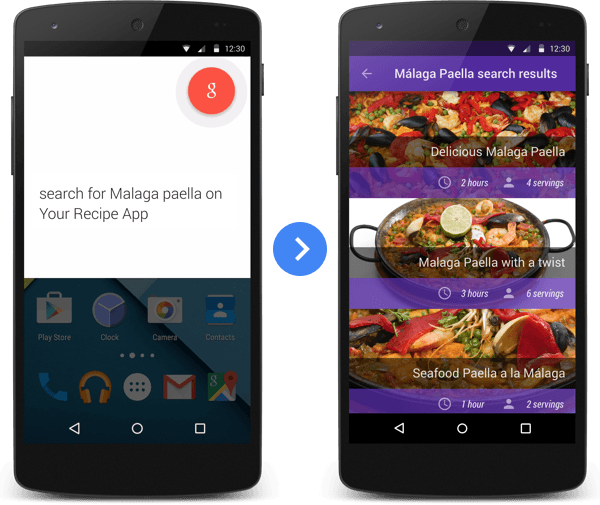 12:30
8
search for Malaga paella on
Your Recipe App
Play Store
Clock
Camera
Contacts
12:30
Málaga Paella search results
Delicious Malaga Paella
2 hours
4 servings
Malaga Paella with a twist
3 hours
6 servings
Seafood Paella a la Málaga
1 hour
2 servings